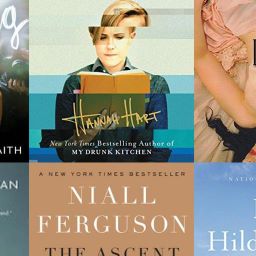 g
AITH
HANNAH HART
New York Times Bestselling Author of
MY DRUNK KITCHEN
AN
A NEW YORK TIMES BESTSELLER
NIALL
FERGUSON
THE ASCENT
NATION
Hild